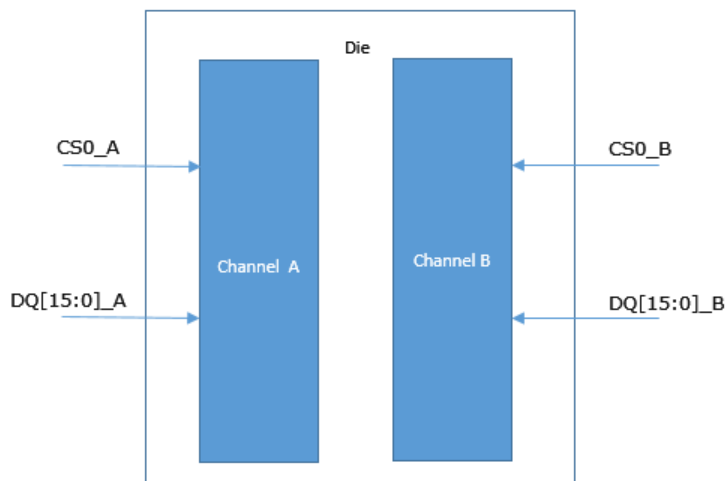 Die
CS0_A
CS0_B
Channel A
Channel B
DQ[15:0]_A
DQ[15:0]_B